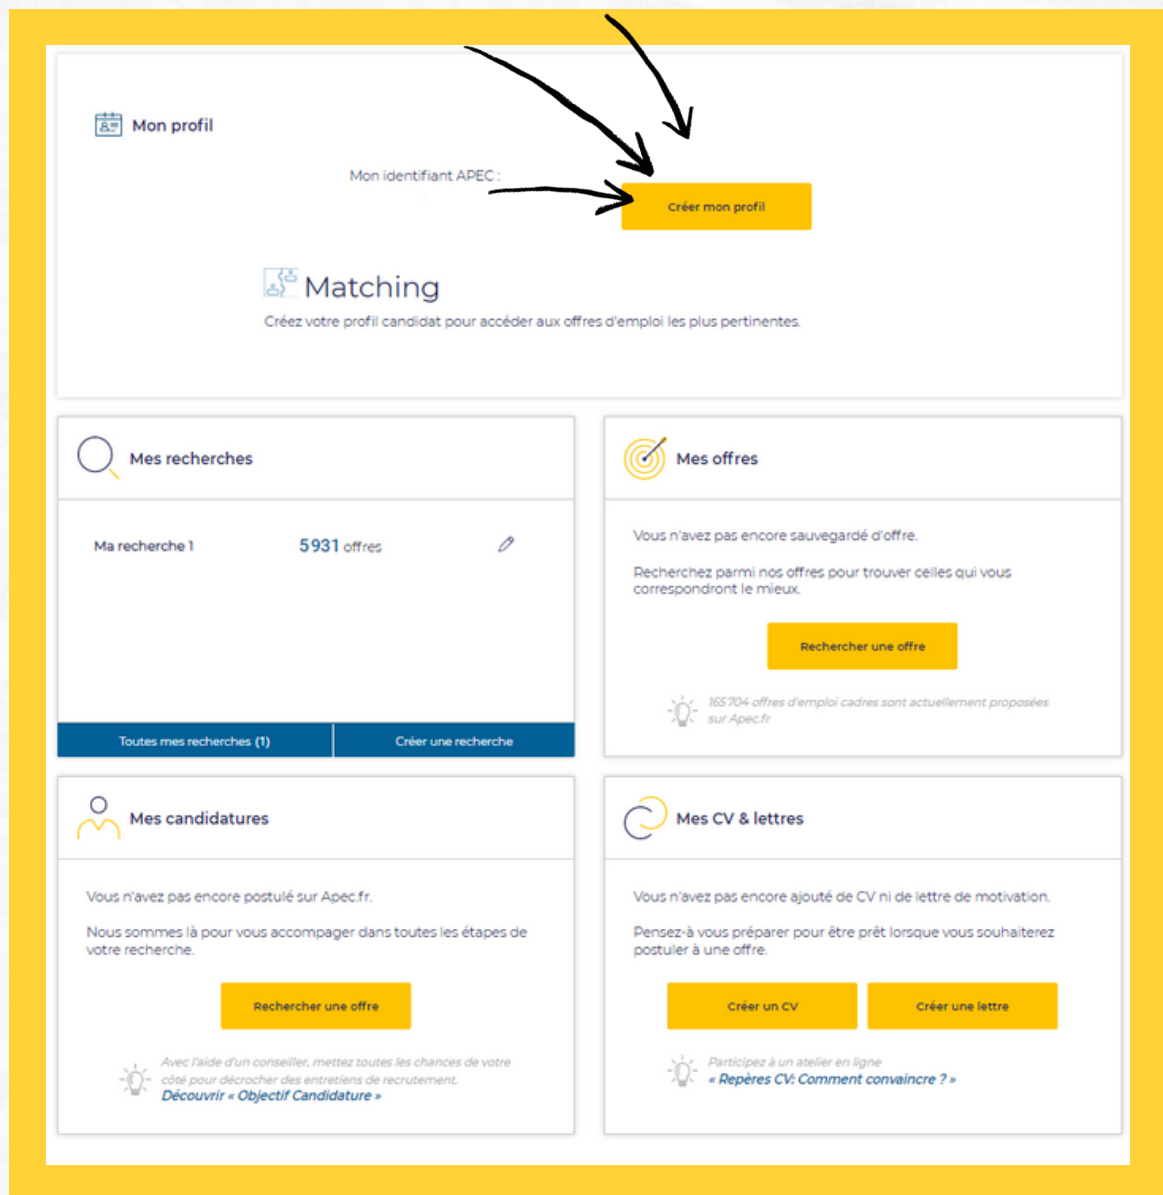 Mon profil
Mon identifiant APEC :
Créer mon profil
Matching
Créez votre profil candidat pour accéder aux offres d'emploi les plus pertinentes.
Mes recherches
Ma recherche 1 5 931 offres
Toutes mes recherches (1) Créer une recherche
Mes offres
Vous n'avez pas encore sauvegardé d'offre.
Recherchez parmi nos offres pour trouver celles qui vous
correspondront le mieux.
Rechercher une offre
165 704 offres d'emploi cadres sont actuellement proposées
sur Apec.fr
Mes candidatures
Vous n'avez pas encore postulé sur Apec.fr.
Nous sommes là pour vous accompager dans toutes les étapes de
votre recherche.
Rechercher une offre
Avec l'aide d'un conseiller, mettez toutes les chances de votre
côté pour décrocher des entretiens de recrutement.
Découvrir « Objectif Candidature »
Mes CV & lettres
Vous n'avez pas encore ajouté de CV ni de lettre de motivation.
Pensez-à vous préparer pour être prêt lorsque vous souhaiterez
postuler à une offre.
Créer un CV Créer une lettre
Participez à un atelier en ligne
« Repères CV: Comment convaincre ? »